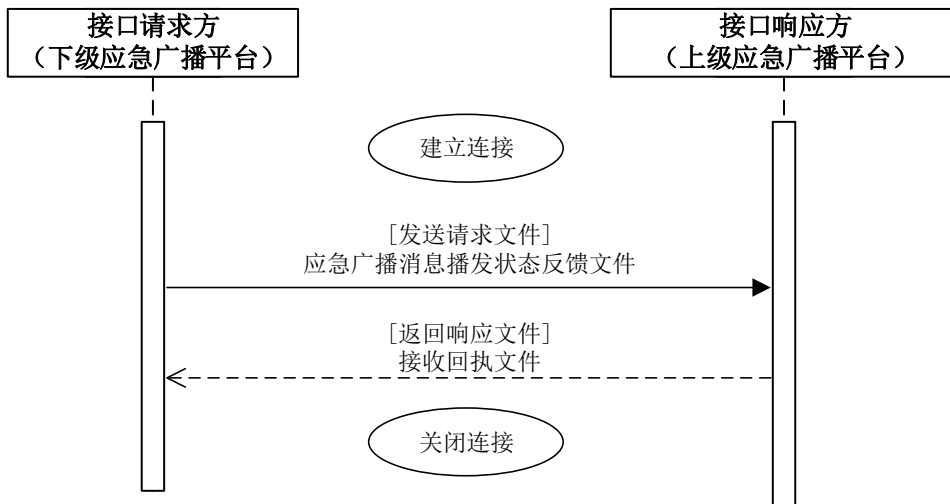 接口请求方
（下级应急广播平台）
接口响应方
（上级应急广播平台）
建立连接
[发送请求文件]
应急广播消息播发状态反馈文件
[返回响应文件]
接收回执文件
关闭连接